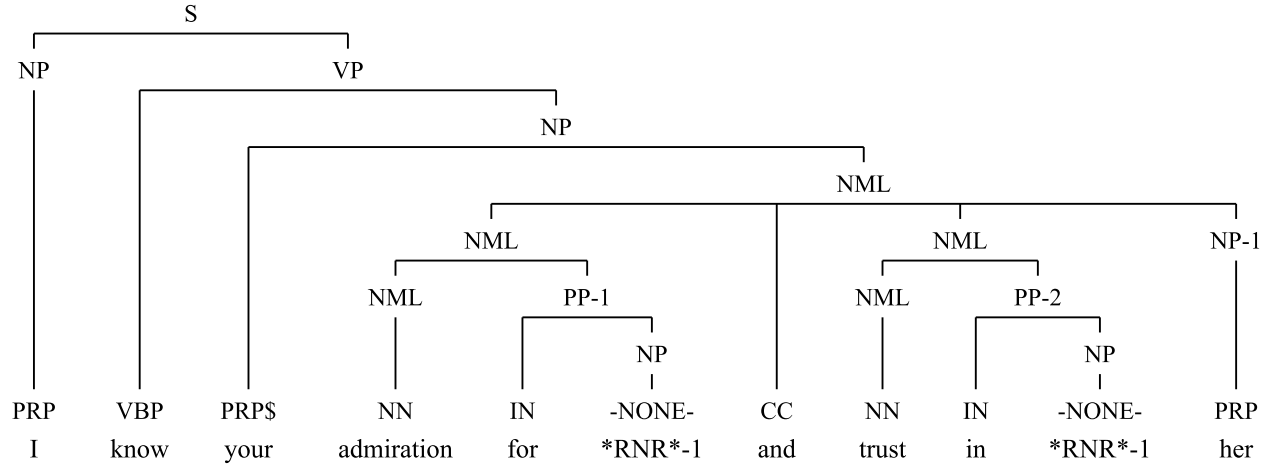 S
NP VP
NP
NML
NML NML NP-1
NML PP-1 NML PP-2
NP NP
PRP VBP PRP$ NN IN -NONE- CC NN IN -NONE- PRP
I know your admiration for *RNR*-1 and trust in *RNR*-1 her